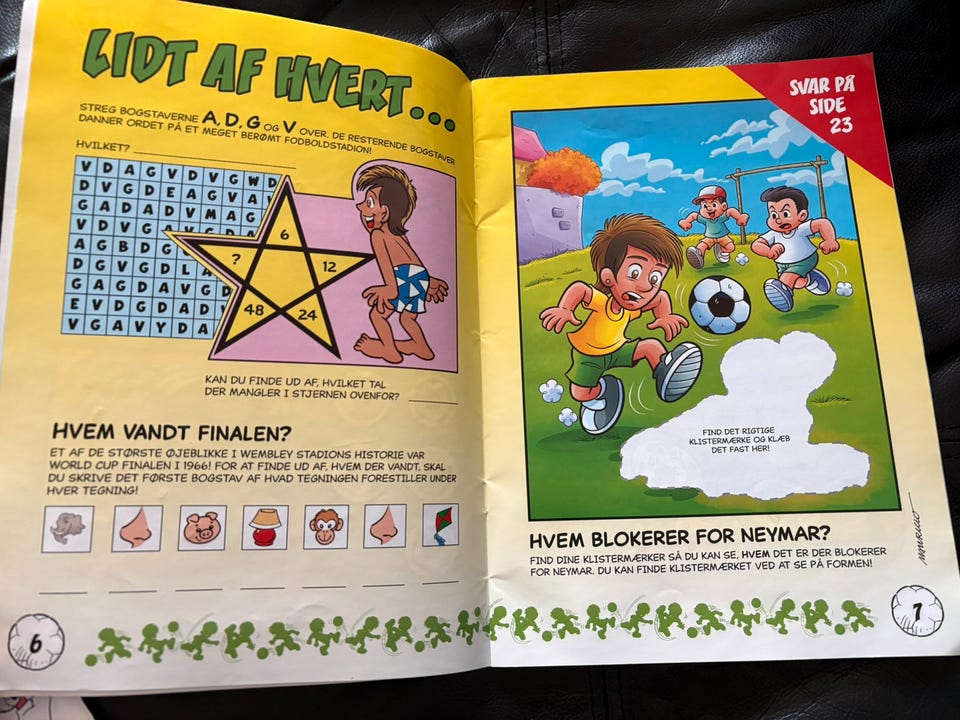 LIDT AF HVERT...
STREG BOGSTAVERNE A, D, G OG V OVER. DE RESTERENDE BOGSTAVER
DANNER ORDET PÅ ET MEGET BERØMT FODBOLDSTADION!
HVILKET?
V D A G V D V G W D
D V G D E A G V A V
G A D A D V M A G
V D V G
A G B D G
D G V G D L A
G A G D A V G D
E V D G D A D
V G A V Y D A
6
?
12
48
24
KAN DU FINDE UD AF, HVILKET TAL
DER MANGLER I STJERNEN OVENFOR?
HVEM VANDT FINALEN?
ET AF DE STØRSTE ØJEBLIKKE I WEMBLEY STADIONS HISTORIE VAR
WORLD CUP FINALEN I 1966! FOR AT FINDE UD AF, HVEM DER VANDT, SKAL
DU SKRIVE DET FØRSTE BOGSTAV AF HVAD TEGNINGEN FORESTILLER UNDER
HVER TEGNING!
6
SVAR PÅ
SIDE
23
FIND DET RIGTIGE
KLISTERMÆRKE OG KLÆB
DET FAST HER!
HVEM BLOKERER FOR NEYMAR?
FIND DINE KLISTERMÆRKER SÅ DU KAN SE, HVEM DET ER DER BLOKERER
FOR NEYMAR. DU KAN FINDE KLISTERMÆRKET VED AT SE PÅ FORMEN!
MAURICIO
7